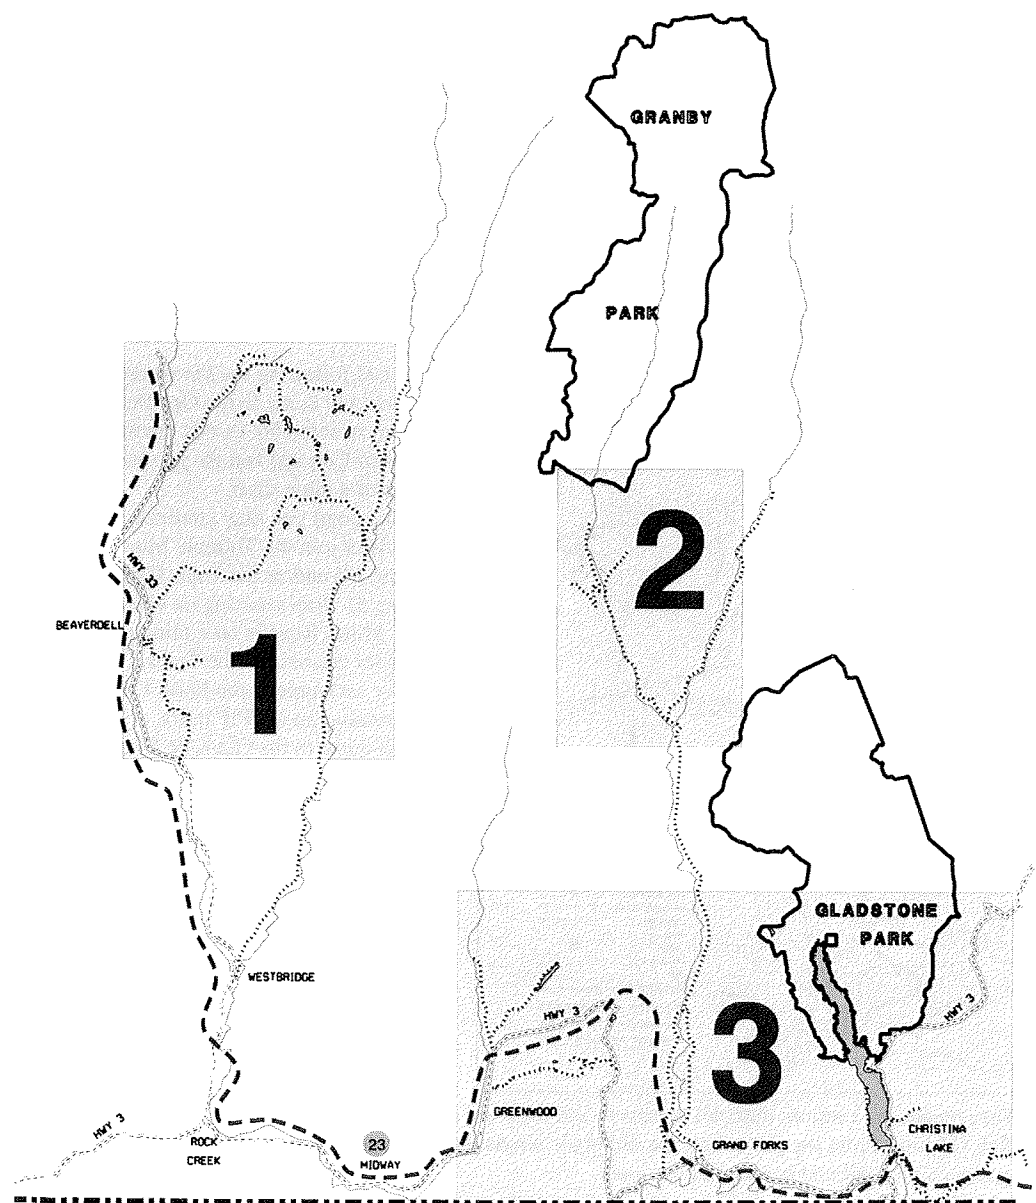 GRANBY
PARK
2
HWY 33
BEAVERDELL
1
GLADSTONE
PARK
WESTBRIDGE
HWY 3
HWY 3
3
GREENWOOD
HWY 3
ROCK
CREEK
23
MIDWAY
GRAND FORKS
CHRISTINA
LAKE